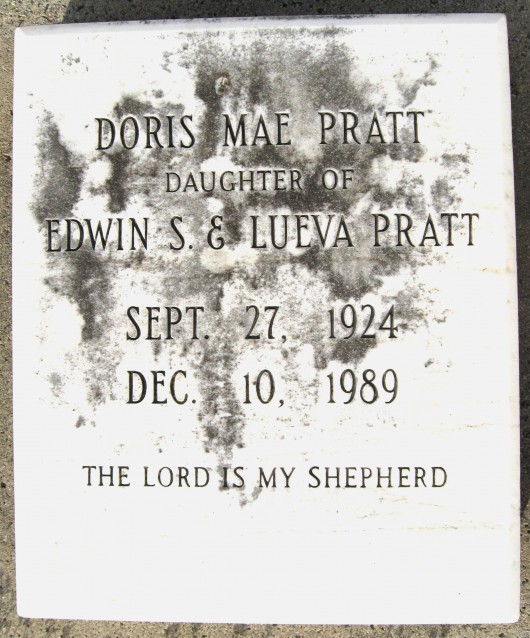 DORIS MAE PRATT
DAUGHTER OF
EDWIN S. & LUEVA PRATT
SEPT. 27, 1924
DEC. 10, 1989
THE LORD IS MY SHEPHERD